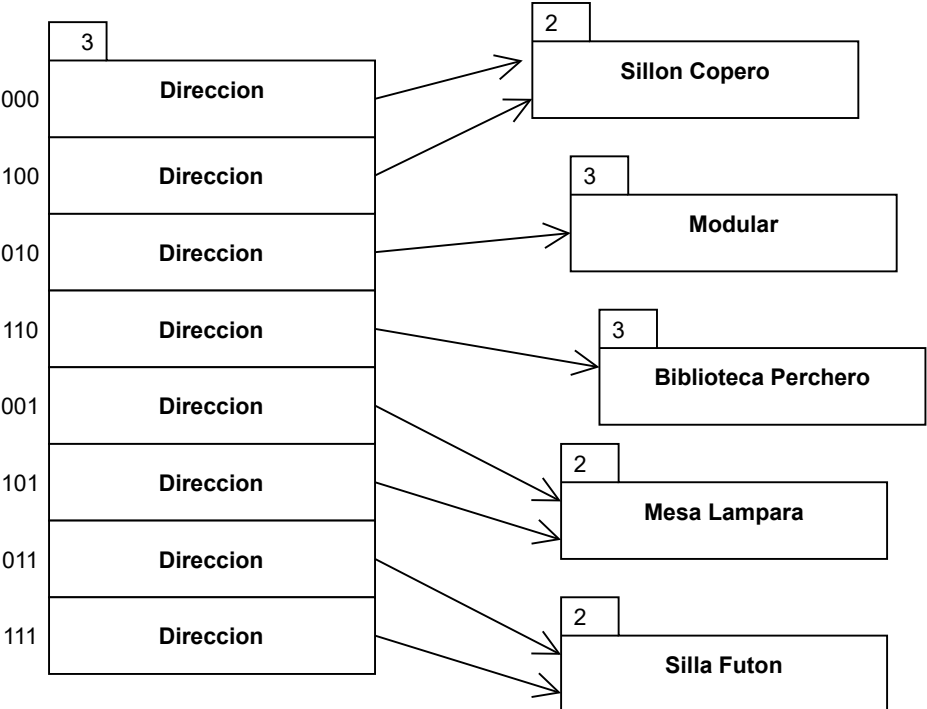 3
000 Direccion
100 Direccion
010 Direccion
110 Direccion
001 Direccion
101 Direccion
011 Direccion
111 Direccion
2
Sillon Copero
3
Modular
3
Biblioteca Perchero
2
Mesa Lampara
2
Silla Futon